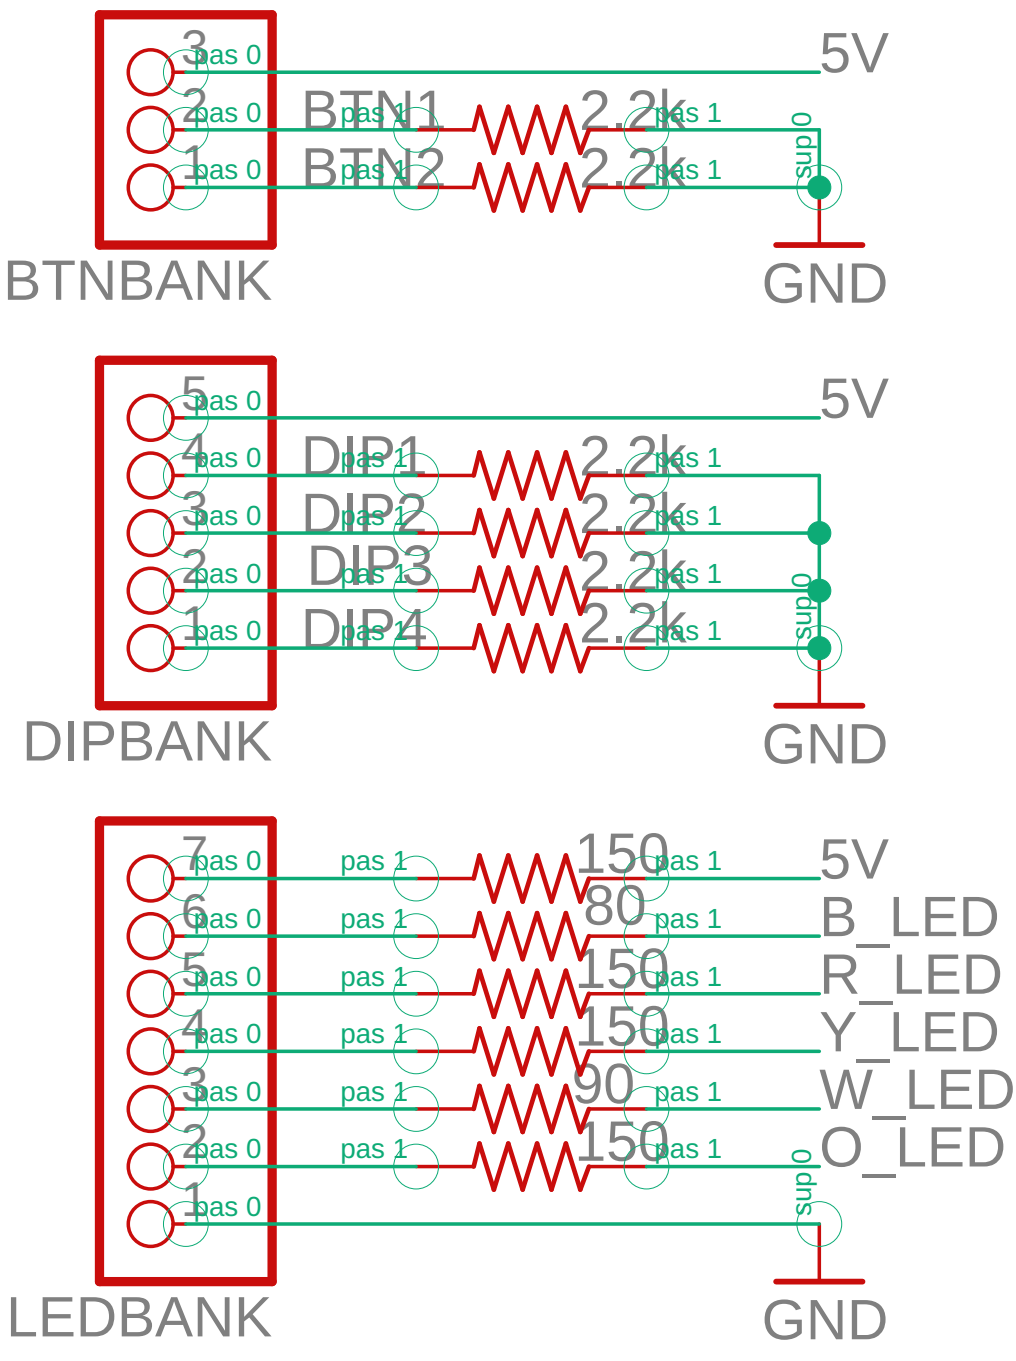 3 pas 0 5V
2 pas 0 BTN1 pas 1 2.2k pas 1 sup 0
1 pas 0 BTN2 pas 1 2.2k pas 1
BTNBANK GND
5 pas 0 5V
4 pas 0 DIP1 pas 1 2.2k pas 1
3 pas 0 DIP2 pas 1 2.2k pas 1
2 pas 0 DIP3 pas 1 2.2k pas 1 sup 0
1 pas 0 DIP4 pas 1 2.2k pas 1
DIPBANK GND
7 pas 0 pas 1 150 pas 1 5V
6 pas 0 pas 1 80 pas 1 B_LED
5 pas 0 pas 1 150 pas 1 R_LED
4 pas 0 pas 1 150 pas 1 Y_LED
3 pas 0 pas 1 90 pas 1 W_LED
2 pas 0 pas 1 150 pas 1 O_LED
1 pas 0 sup 0
LEDBANK GND